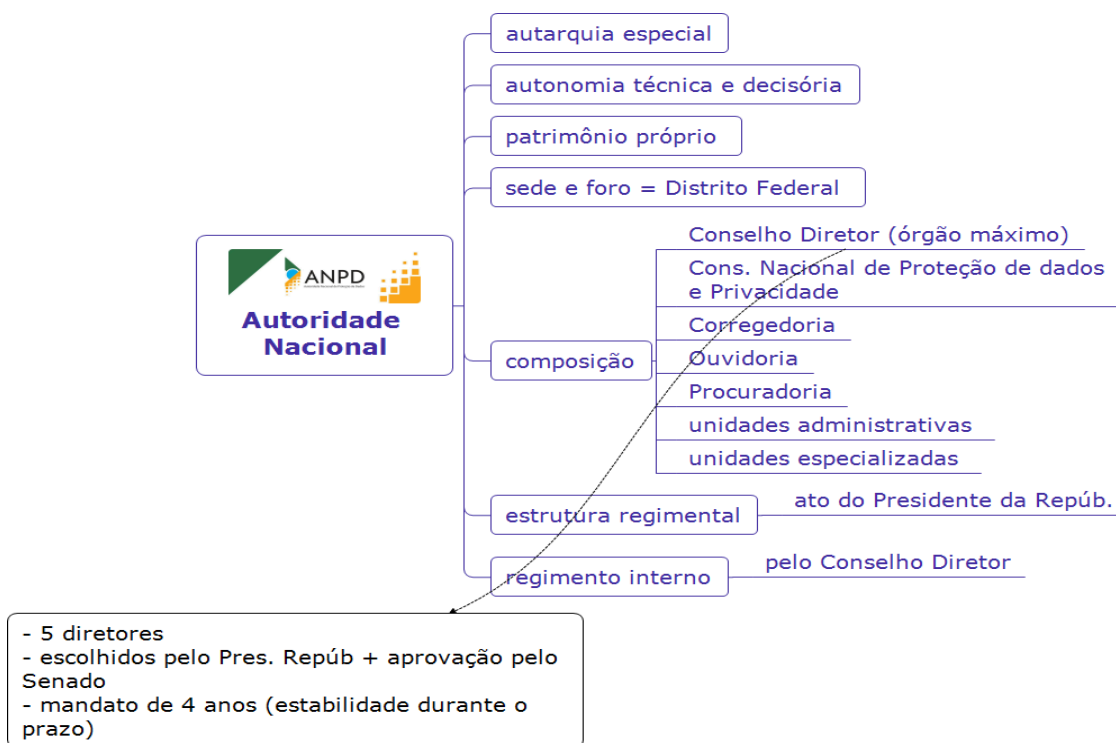 autarquia especial
autonomia técnica e decisória
patrimônio próprio
sede e foro = Distrito Federal
ANPD
Autoridade
Nacional
composição
Conselho Diretor (órgão máximo)
Cons. Nacional de Proteção de dados
e Privacidade
Corregedoria
Ouvidoria
Procuradoria
unidades administrativas
unidades especializadas
estrutura regimental
ato do Presidente da Repúb.
regimento interno
pelo Conselho Diretor
- 5 diretores
- escolhidos pelo Pres. Repúb + aprovação pelo
Senado
- mandato de 4 anos (estabilidade durante o
prazo)